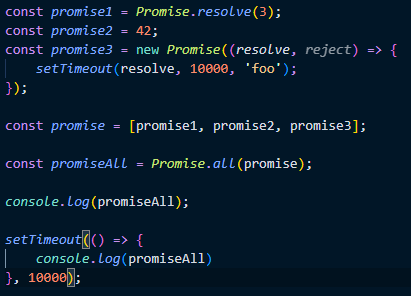 const promise1 = Promise.resolve(3);
const promise2 = 42;
const promise3 = new Promise((resolve, reject) => {
    setTimeout(resolve, 10000, 'foo');
});

const promise = [promise1, promise2, promise3];

const promiseAll = Promise.all(promise);

console.log(promiseAll);

setTimeout(() => {
    console.log(promiseAll)
}, 10000);